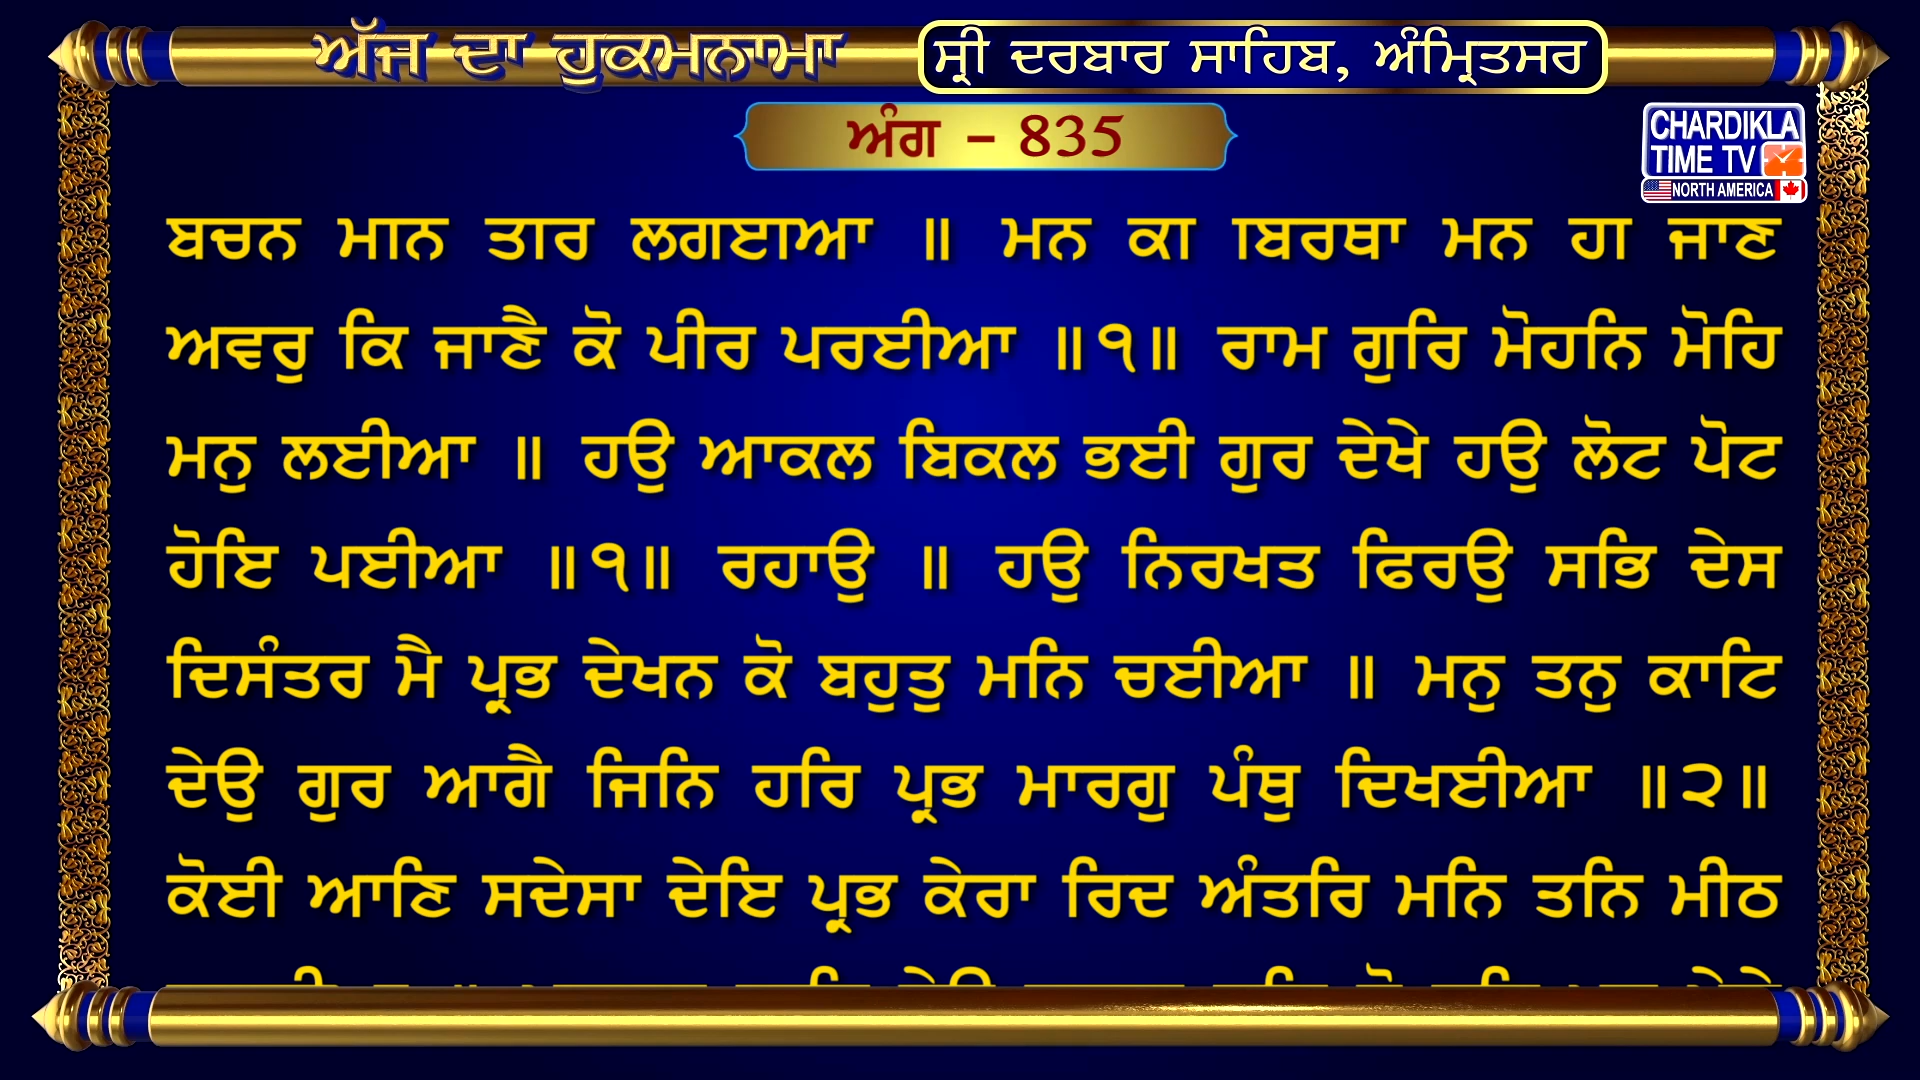 ਅੱਜ ਦਾ ਹੁਕਮਨਾਮਾ
ਸ੍ਰੀ ਦਰਬਾਰ ਸਾਹਿਬ, ਅੰਮ੍ਰਿਤਸਰ
ਅੰਗ – 835
CHARDIKLA
TIME TV
NORTH AMERICA
ਬਚਨ ਮਨ ਤਾਰ ਲਗਈਆ ॥ ਮਨ ਕੀ ਬਿਰਥਾ ਮਨ ਹੀ ਜਾਣੈ
ਅਵਰੁ ਕਿ ਜਾਣੈ ਕੋ ਪੀਰ ਪਰਈਆ ॥੧॥ ਰਾਮ ਗੁਰਿ ਮੋਹਨਿ ਮੋਹਿ
ਮਨੁ ਲਈਆ ॥ ਹਉ ਆਕਲ ਬਿਕਲ ਭਈ ਗੁਰ ਦੇਖੇ ਹਉ ਲੋਟ ਪੋਟ
ਹੋਇ ਪਈਆ ॥੧॥ ਰਹਾਉ ॥ ਹਉ ਨਿਰਖਤ ਫਿਰਉ ਸਭਿ ਦੇਸ
ਦਿਸੰਤਰ ਮੈ ਪ੍ਰਭ ਦੇਖਨ ਕੋ ਬਹੁਤੁ ਮਨਿ ਚਈਆ ॥ ਮਨੁ ਤਨੁ ਕਾਟਿ
ਦੇਉ ਗੁਰ ਆਗੈ ਜਿਨਿ ਹਰਿ ਪ੍ਰਭ ਮਾਰਗੁ ਪੰਥੁ ਦਿਖਈਆ ॥੨॥
ਕੋਈ ਆਣਿ ਸਦੇਸਾ ਦੇਇ ਪ੍ਰਭ ਕੇਰਾ ਰਿਦ ਅੰਤਰਿ ਮਨਿ ਤਨਿ ਮੀਠ